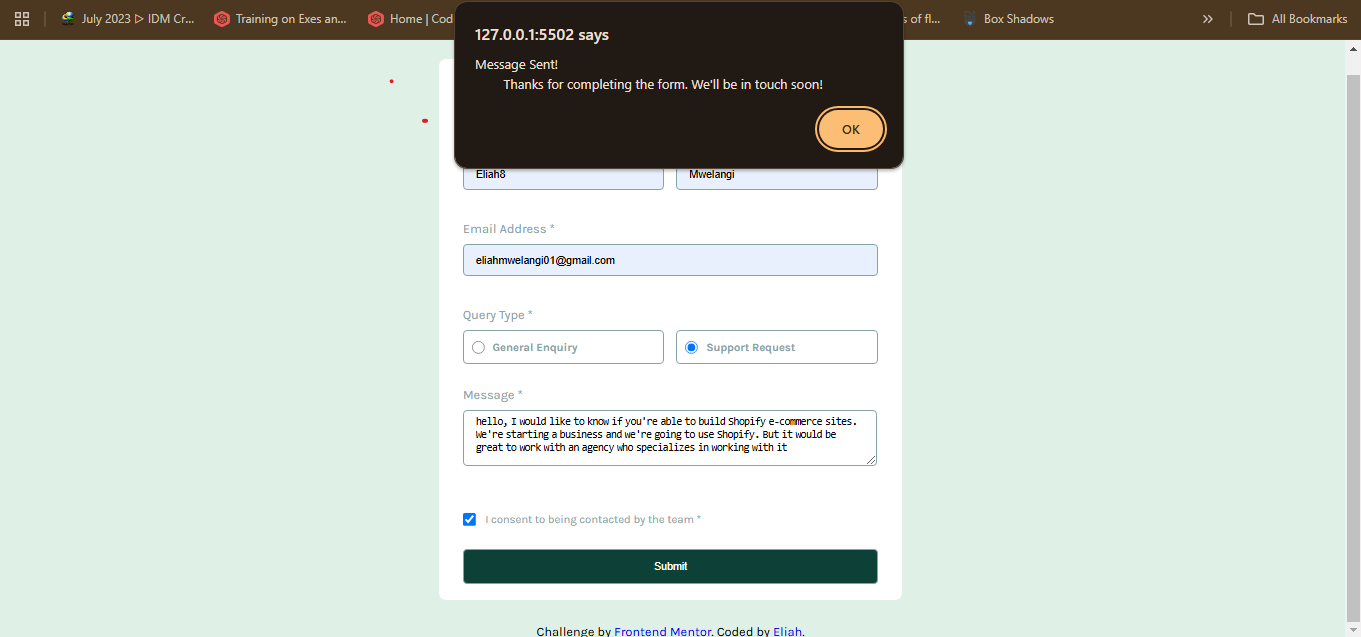 July 2023 ▷ IDM Cr...
Training on Exes an...
Home | Cod
s of fl...
Box Shadows
»
All Bookmarks
127.0.0.1:5502 says
Message Sent!
Thanks for completing the form. We'll be in touch soon!
OK
Eliah8
Mwelangi
Email Address *
eliahmwelangi01@gmail.com
Query Type *
General Enquiry
Support Request
Message *
hello, I would like to know if you're able to build Shopify e-commerce sites.
We're starting a business and we're going to use Shopify. But it would be
great to work with an agency who specializes in working with it
I consent to being contacted by the team *
Submit
Challenge by Frontend Mentor. Coded by Eliah.